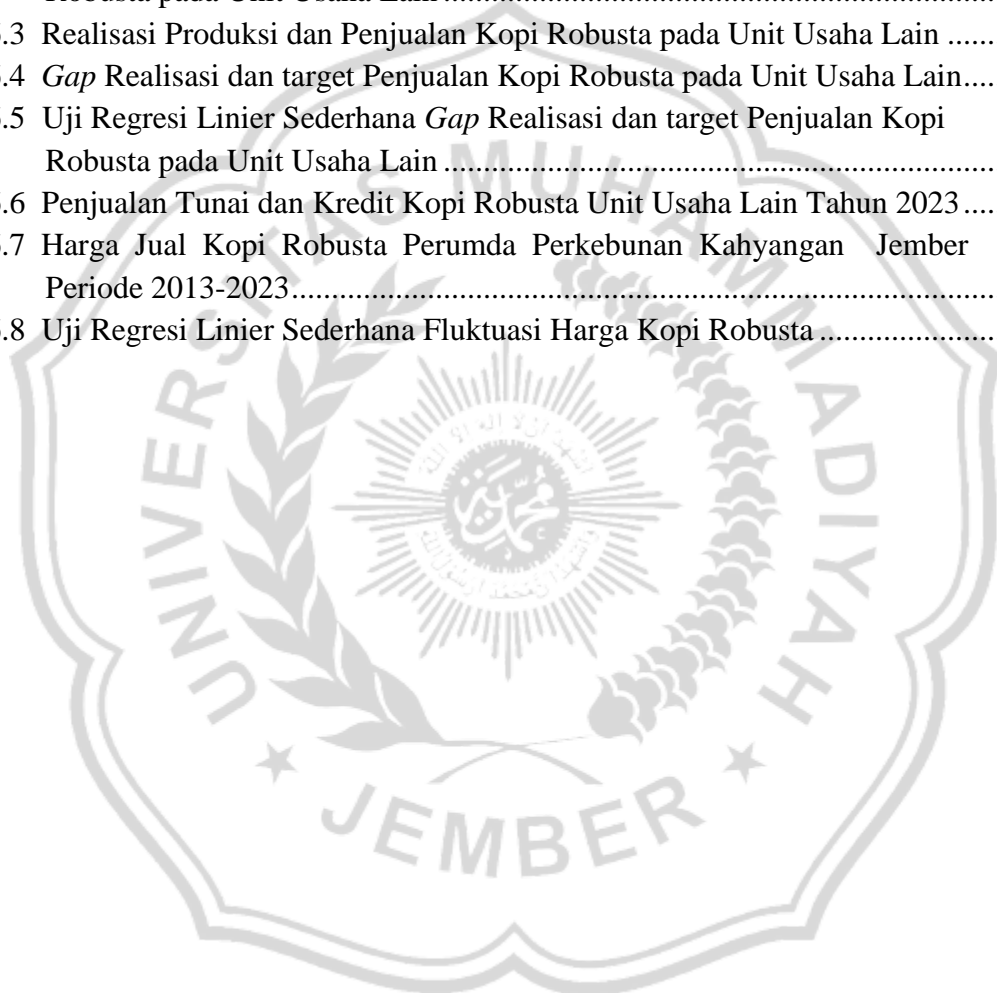 Robusta pada Unit Usaha Lain ........................................................................
.3 Realisasi Produksi dan Penjualan Kopi Robusta pada Unit Usaha Lain ......
.4 Gap Realisasi dan target Penjualan Kopi Robusta pada Unit Usaha Lain....
.5 Uji Regresi Linier Sederhana Gap Realisasi dan target Penjualan Kopi
Robusta pada Unit Usaha Lain ........................................................................
.6 Penjualan Tunai dan Kredit Kopi Robusta Unit Usaha Lain Tahun 2023 ....
.7 Harga Jual Kopi Robusta Perumda Perkebunan Kahyangan Jember
Periode 2013-2023.............................................................................................
.8 Uji Regresi Linier Sederhana Fluktuasi Harga Kopi Robusta ......................
UNIVERSITAS MUHAMMADIYAH
JEMBER